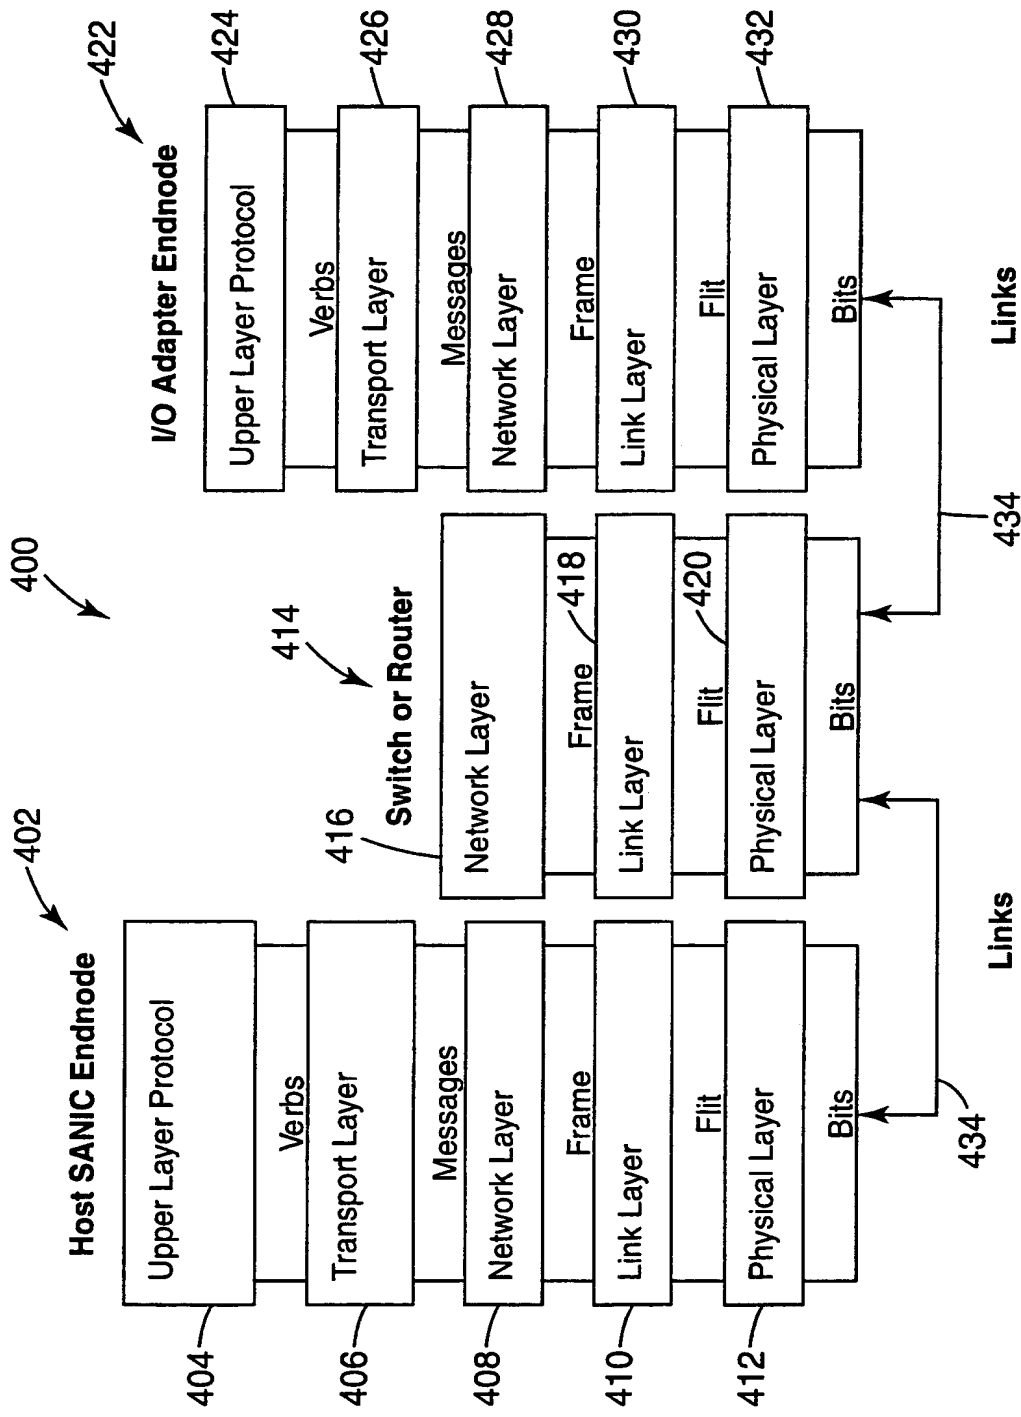 400
402
Host SANIC Endnode
404
Upper Layer Protocol
Verbs
406
Transport Layer
Messages
408
Network Layer
Frame
410
Link Layer
Flit
412
Physical Layer
Bits
434
Links
414
Switch or Router
416
Network Layer
Frame
418
Link Layer
Flit
420
Physical Layer
Bits
422
I/O Adapter Endnode
424
Upper Layer Protocol
Verbs
426
Transport Layer
Messages
428
Network Layer
Frame
430
Link Layer
Flit
432
Physical Layer
Bits
434
Links